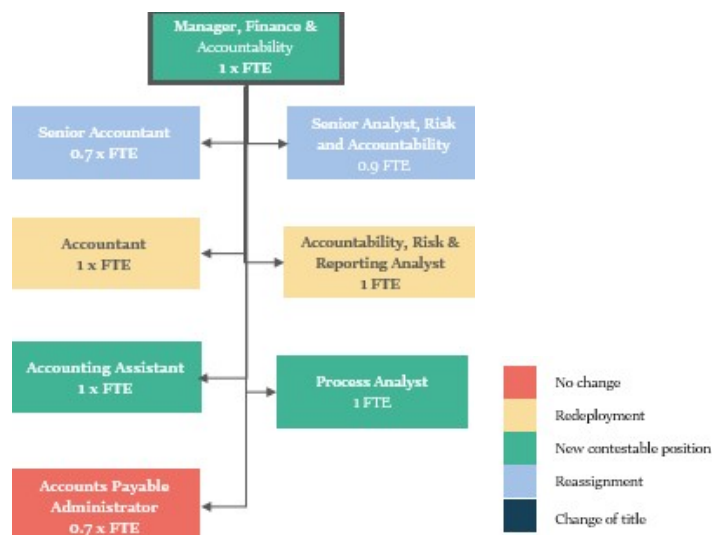 Manager, Finance &
Accountability
1 x FTE
Senior Accountant
0.7 x FTE
Senior Analyst, Risk
and Accountability
0.9 FTE
Accountant
1 x FTE
Accountability, Risk &
Reporting Analyst
1 FTE
Accounting Assistant
1 x FTE
Process Analyst
1 FTE
Accounts Payable
Administrator
0.7 x FTE
No change
Redeployment
New contestable position
Reassignment
Change of title